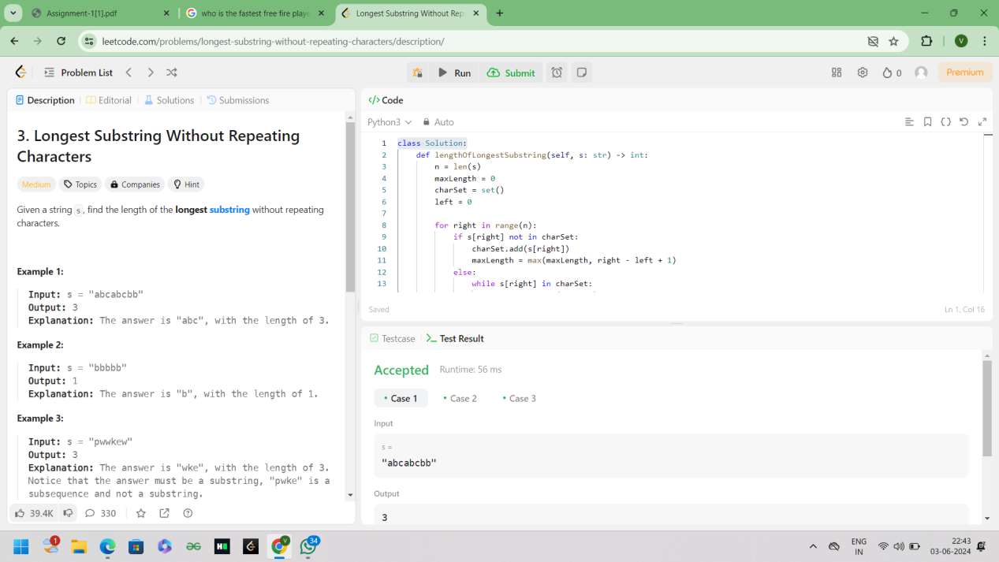 Assignment-1[1].pdf
who is the fastest free fire playe
Longest Substring Without Rep
leetcode.com/problems/longest-substring-without-repeating-characters/description/
V
Problem List
Run
Submit
0
Premium
Description
Editorial
Solutions
Submissions
3. Longest Substring Without Repeating
Characters
Medium
Topics
Companies
Hint
Given a string s, find the length of the longest substring without repeating
characters.
Example 1:
Input: s = "abcabcbb"
Output: 3
Explanation: The answer is "abc", with the length of 3.
Example 2:
Input: s = "bbbbb"
Output: 1
Explanation: The answer is "b", with the length of 1.
Example 3:
Input: s = "pwwkew"
Output: 3
Explanation: The answer is "wke", with the length of 3.
Notice that the answer must be a substring, "pwke" is a
subsequence and not a substring.
39.4K
330
</> Code
Python3
Auto
1 class Solution:
2 def lengthOfLongestSubstring(self, s: str) -> int:
3 n = len(s)
4 maxLength = 0
5 charSet = set()
6 left = 0
7
8 for right in range(n):
9 if s[right] not in charSet:
10 charSet.add(s[right])
11 maxLength = max(maxLength, right - left + 1)
12 else:
13 while s[right] in charSet:
Saved
Ln 1, Col 16
Testcase
Test Result
Accepted
Runtime: 56 ms
• Case 1
• Case 2
• Case 3
Input
s =
"abcabcbb"
Output
3
1
V
34
ENG
IN
22:43
03-06-2024